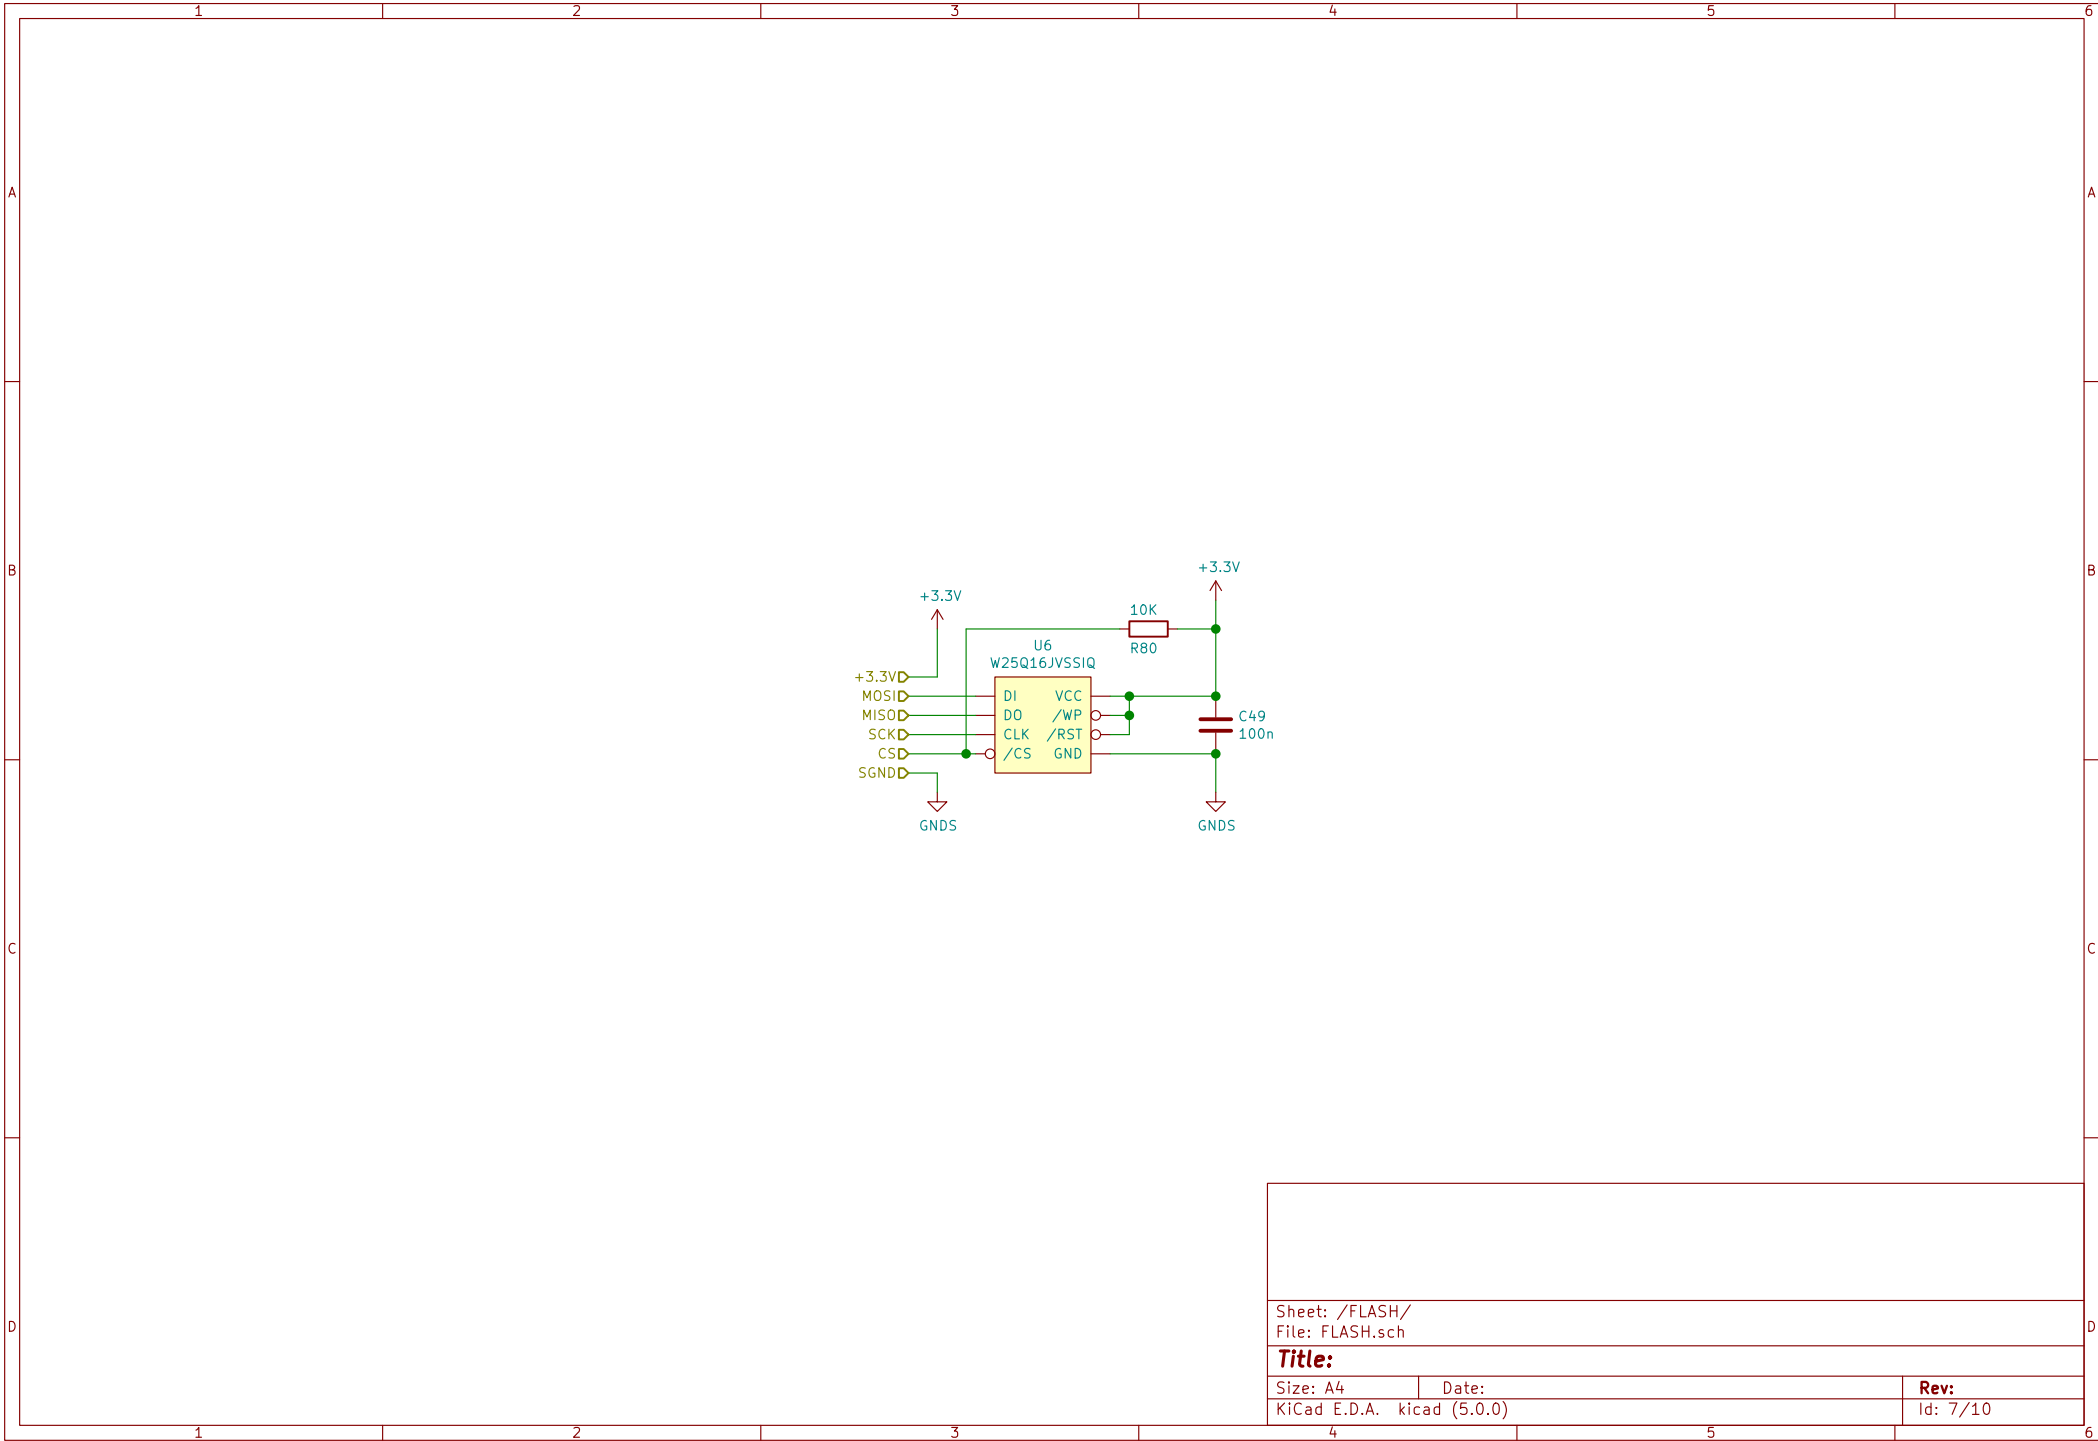 1 2 3 4 5 6
A A
B B
+3.3V
+3.3V
10K
R80
U6
W25Q16JVSSIQ
+3.3V
MOSI DI VCC
MISO DO /WP
C49
SCK CLK /RST 100n
CS /CS GND
SGND
GNDS GNDS
C C
Sheet: /FLASH/
File: FLASH.sch
D D
Title:
Size: A4 Date: Rev:
KiCad E.D.A. kicad (5.0.0) Id: 7/10
1 2 3 4 5 6